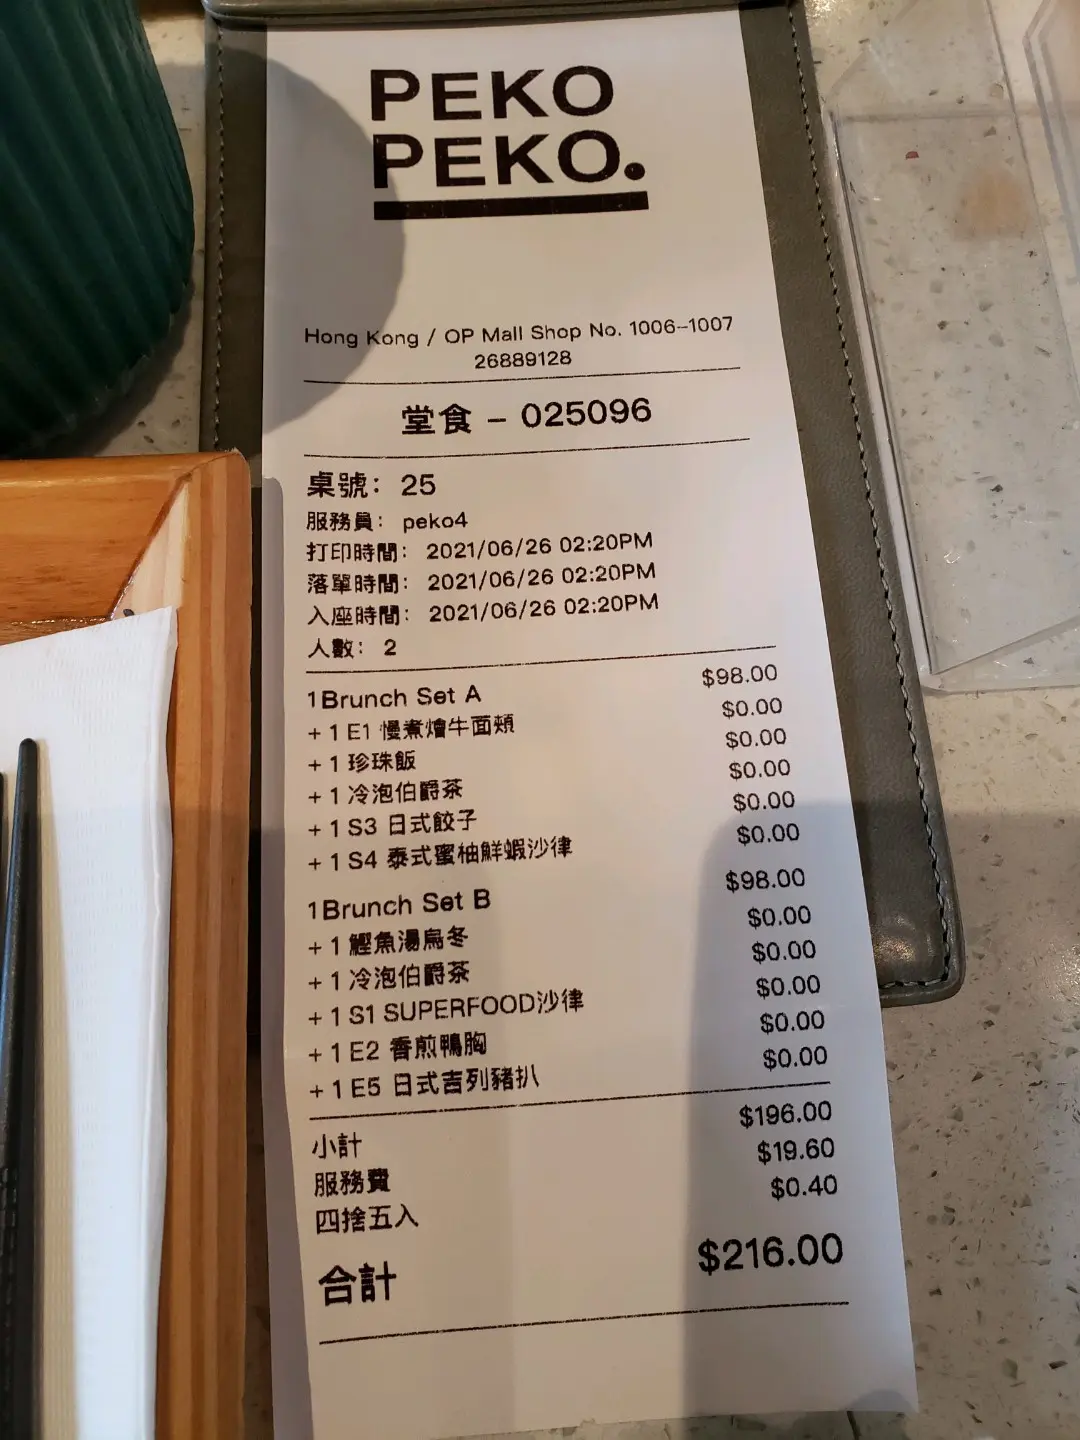 PEKO
PEKO.
Hong Kong / OP Mall Shop No. 1006-1007
26889128
堂食 - 025096
桌號: 25
服務員: peko4
打印時間: 2021/06/26 02:20PM
落單時間: 2021/06/26 02:20PM
入座時間: 2021/06/26 02:20PM
人數: 2
1Brunch Set A $98.00
+ 1 E1 慢煮燴牛面頰 $0.00
+ 1 珍珠飯 $0.00
+ 1 冷泡伯爵茶 $0.00
+ 1 S3 日式餃子 $0.00
+ 1 S4 泰式蜜柚鮮蝦沙律 $0.00
1Brunch Set B $98.00
+ 1 鰹魚湯烏冬 $0.00
+ 1 冷泡伯爵茶 $0.00
+ 1 S1 SUPERFOOD沙律 $0.00
+ 1 E2 香煎鴨胸 $0.00
+ 1 E5 日式吉列豬扒 $0.00
小計 $196.00
服務費 $19.60
四捨五入 $0.40
合計 $216.00